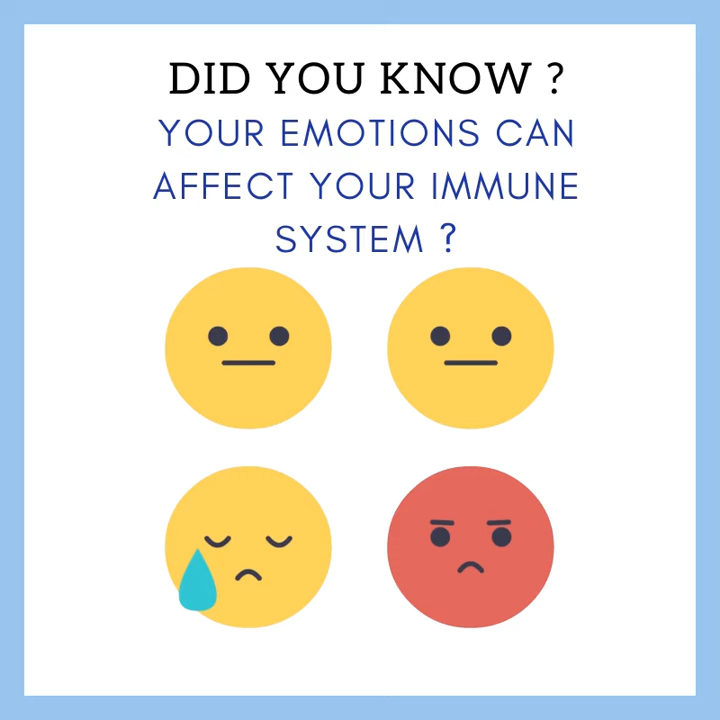 DID YOU KNOW ?
YOUR EMOTIONS CAN
AFFECT YOUR IMMUNE
SYSTEM ?